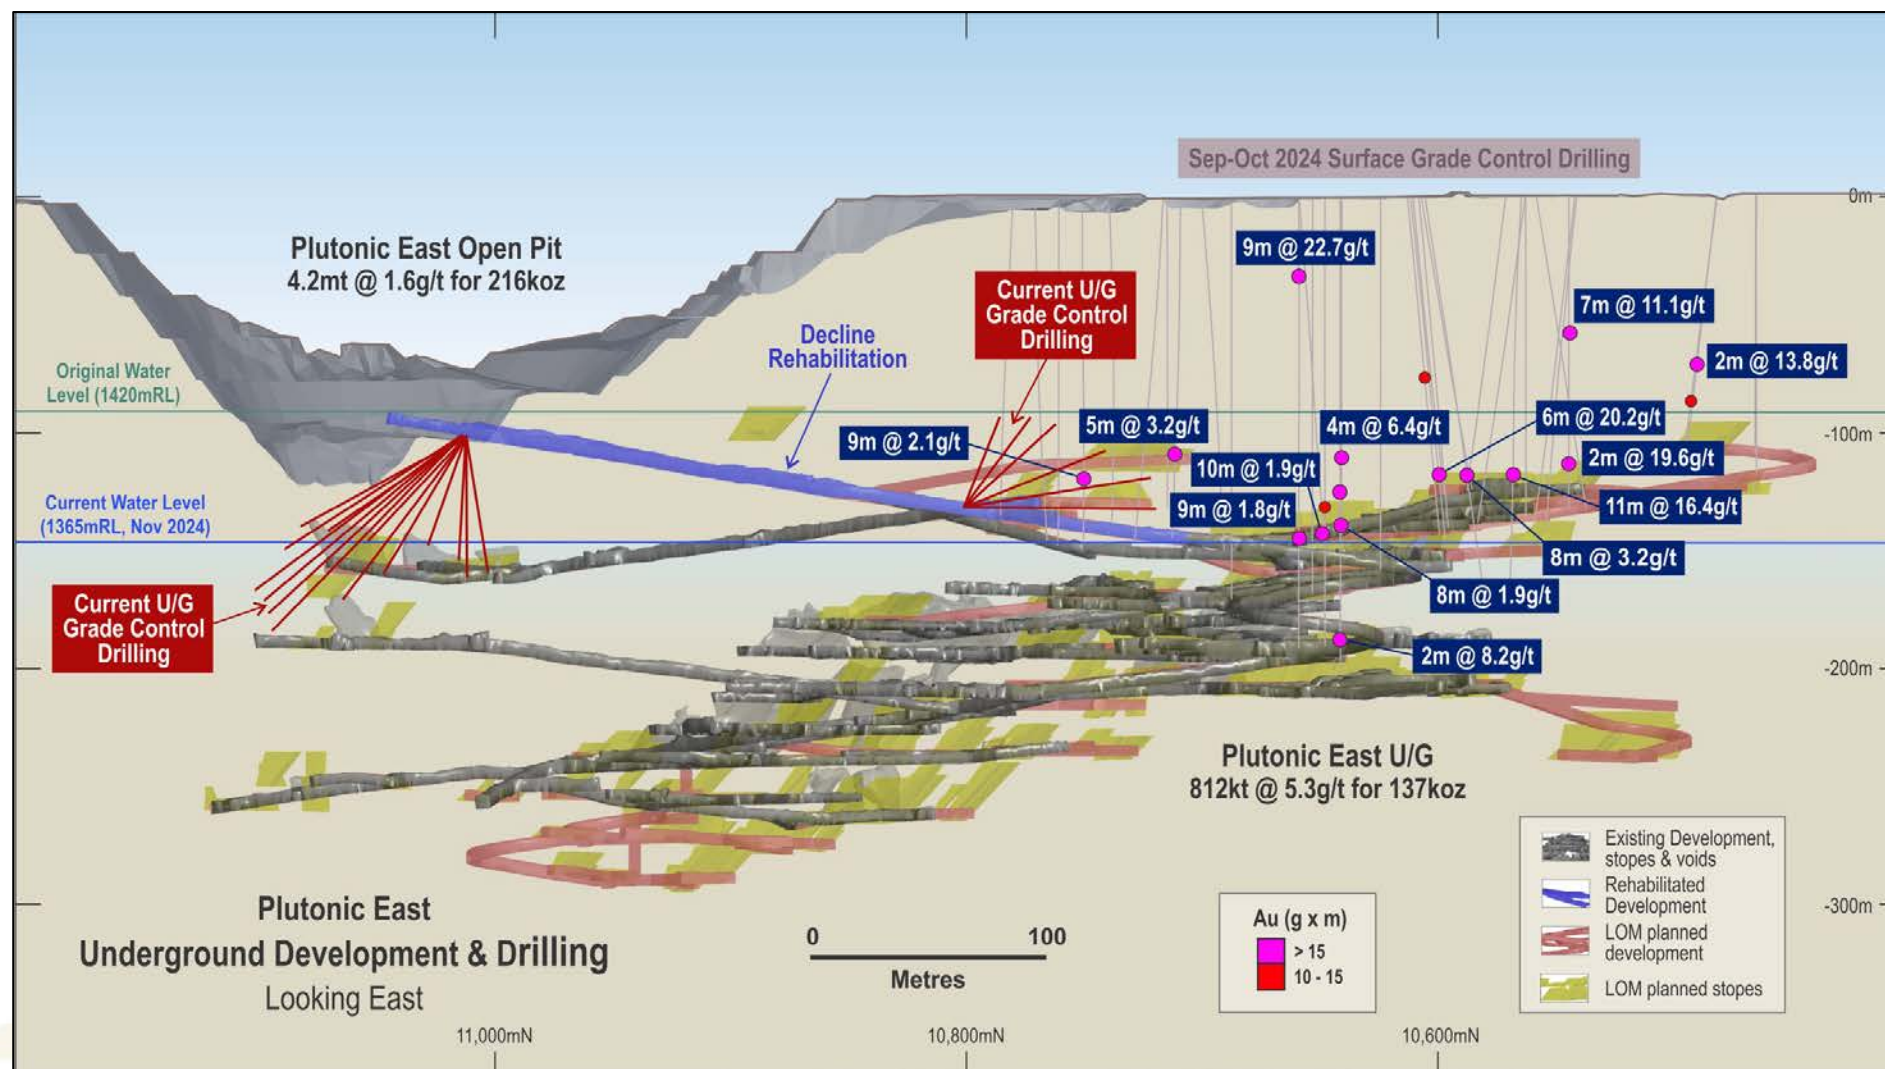 Sep-Oct 2024 Surface Grade Control Drilling
0m
Plutonic East Open Pit
4.2mt @ 1.6g/t for 216koz
9m @ 22.7g/t
Current U/G
Grade Control
Drilling
7m @ 11.1g/t
Decline
Rehabilitation
2m @ 13.8g/t
Original Water
Level (1420mRL)
5m @ 3.2g/t
4m @ 6.4g/t
6m @ 20.2g/t
-100m
9m @ 2.1g/t
10m @ 1.9g/t
2m @ 19.6g/t
Current Water Level
(1365mRL, Nov 2024)
9m @ 1.8g/t
11m @ 16.4g/t
8m @ 3.2g/t
8m @ 1.9g/t
Current U/G
Grade Control
Drilling
2m @ 8.2g/t
-200m
Plutonic East U/G
812kt @ 5.3g/t for 137koz
Existing Development,
stopes & voids
Rehabilitated
Development
LOM planned
development
LOM planned stopes
-300m
Plutonic East
Underground Development & Drilling
Looking East
0 100
Metres
Au (g x m)
> 15
10 - 15
11,000mN
10,800mN
10,600mN